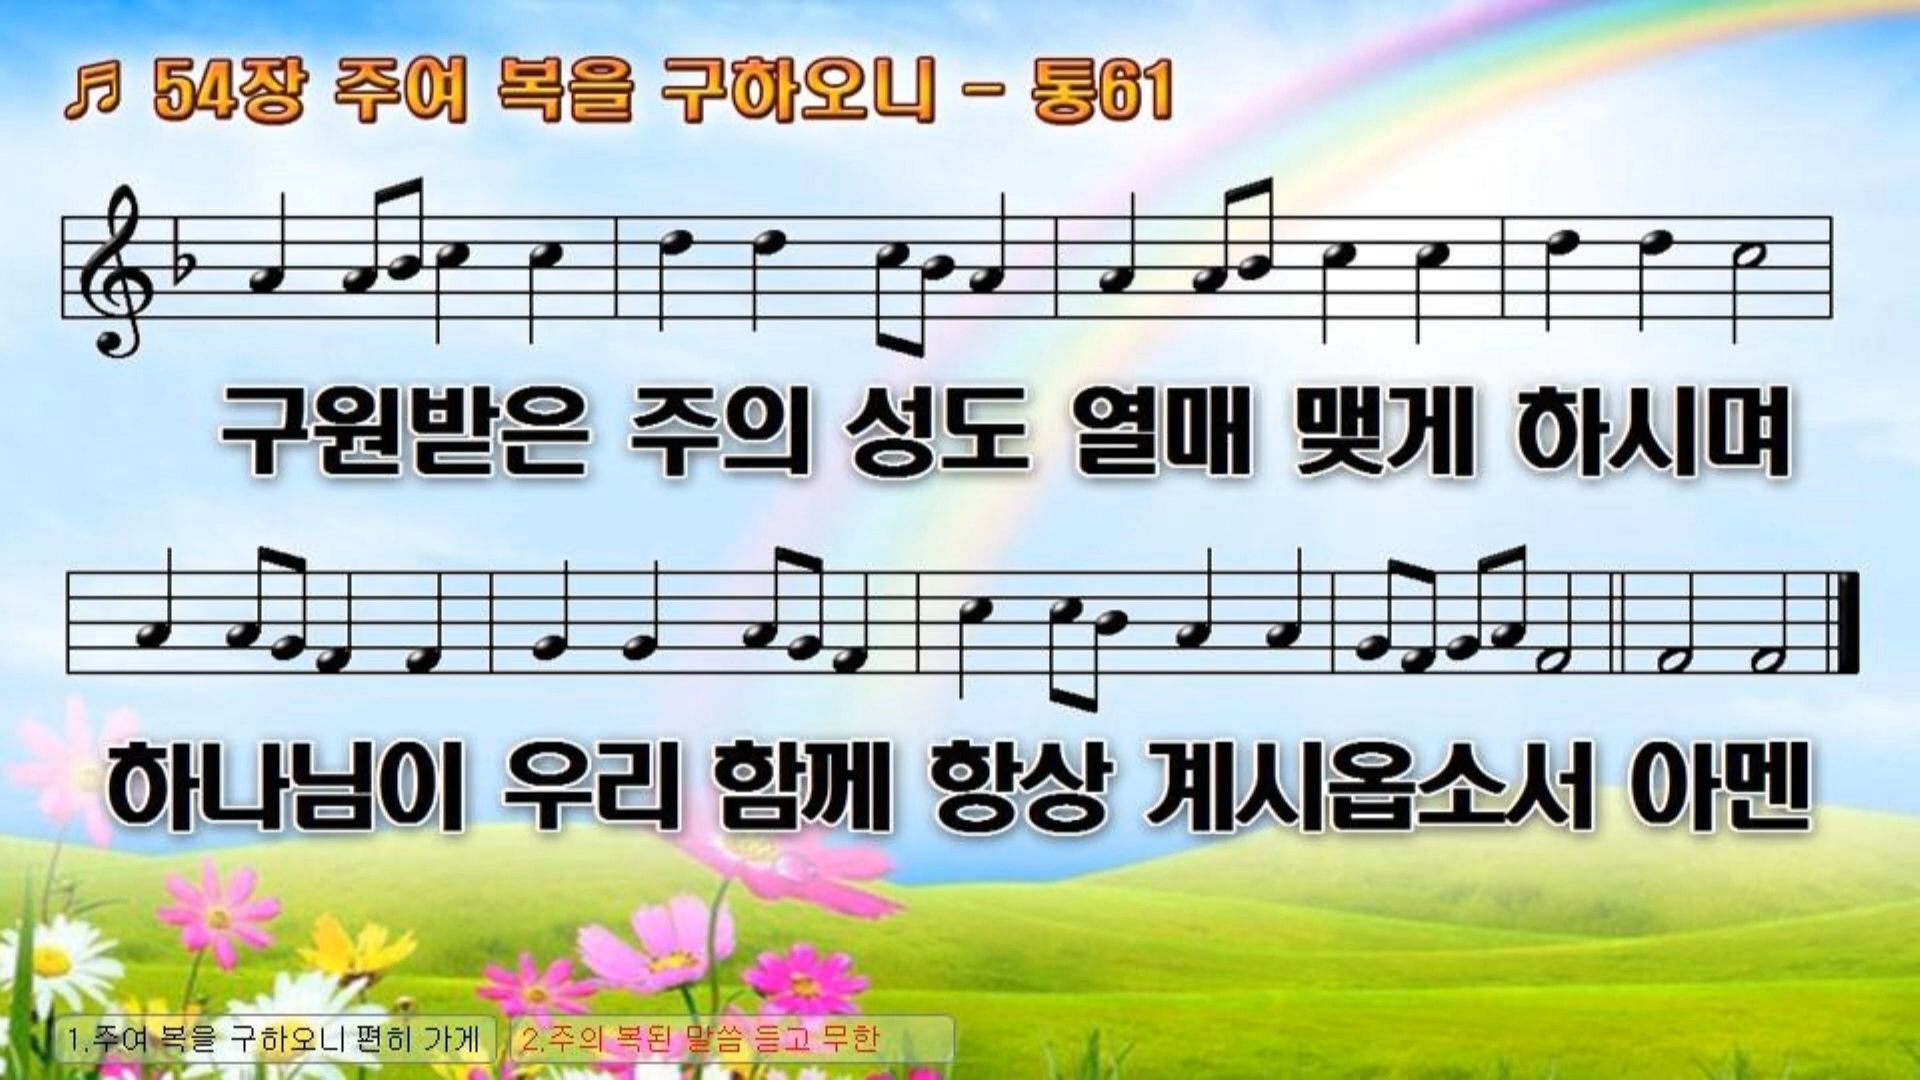 54장 주여 복을 구하오니 - 통61
구원받은 주의 성도 열매 맺게 하시며
하나님이 우리 함께 항상 계시옵소서 아멘
1.주여 복을 구하오니 편히 가게 2.주의 복된 말씀 듣고 무한